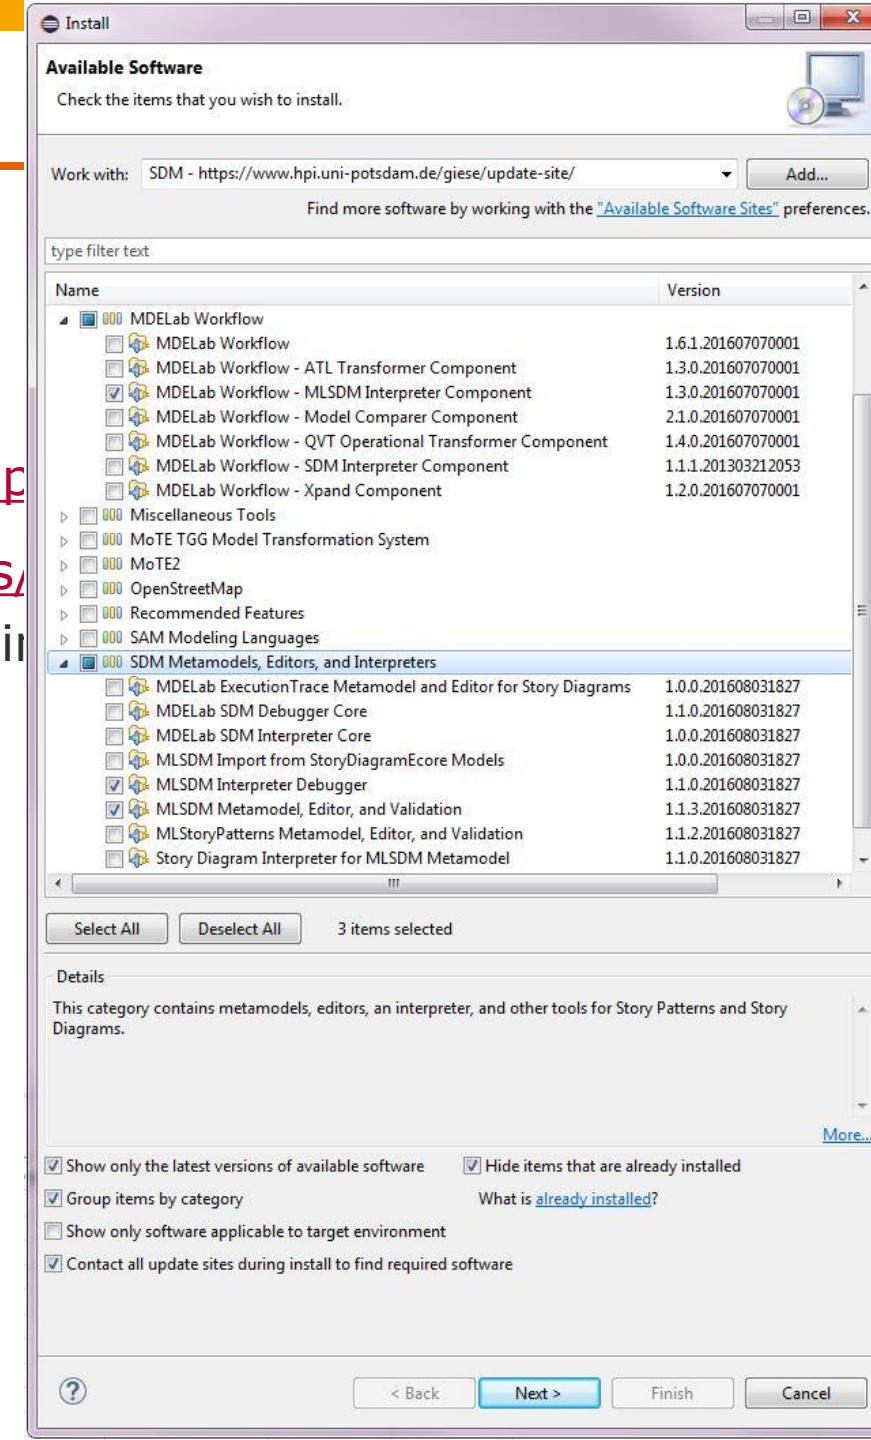 Install
Available Software
Check the items that you wish to install.
Work with: SDM - https://www.hpi.uni-potsdam.de/giese/update-site/ Add...
Find more software by working with the "Available Software Sites" preferences.
type filter text
Name Version
MDELab Workflow
MDELab Workflow 1.6.1.201607070001
MDELab Workflow - ATL Transformer Component 1.3.0.201607070001
MDELab Workflow - MLSDM Interpreter Component 1.3.0.201607070001
MDELab Workflow - Model Comparer Component 2.1.0.201607070001
MDELab Workflow - QVT Operational Transformer Component 1.4.0.201607070001
MDELab Workflow - SDM Interpreter Component 1.1.1.201303212053
MDELab Workflow - Xpand Component 1.2.0.201607070001
Miscellaneous Tools
MoTE TGG Model Transformation System
MoTE2
OpenStreetMap
Recommended Features
SAM Modeling Languages
SDM Metamodels, Editors, and Interpreters
MDELab ExecutionTrace Metamodel and Editor for Story Diagrams 1.0.0.201608031827
MDELab SDM Debugger Core 1.1.0.201608031827
MDELab SDM Interpreter Core 1.0.0.201608031827
MLSDM Import from StoryDiagramEcore Models 1.0.0.201608031827
MLSDM Interpreter Debugger 1.1.0.201608031827
MLSDM Metamodel, Editor, and Validation 1.1.3.201608031827
MLStoryPatterns Metamodel, Editor, and Validation 1.1.2.201608031827
Story Diagram Interpreter for MLSDM Metamodel 1.1.0.201608031827
Select All Deselect All 3 items selected
Details
This category contains metamodels, editors, an interpreter, and other tools for Story Patterns and Story
Diagrams.
More...
Show only the latest versions of available software Hide items that are already installed
Group items by category What is already installed?
Show only software applicable to target environment
Contact all update sites during install to find required software
? < Back Next > Finish Cancel